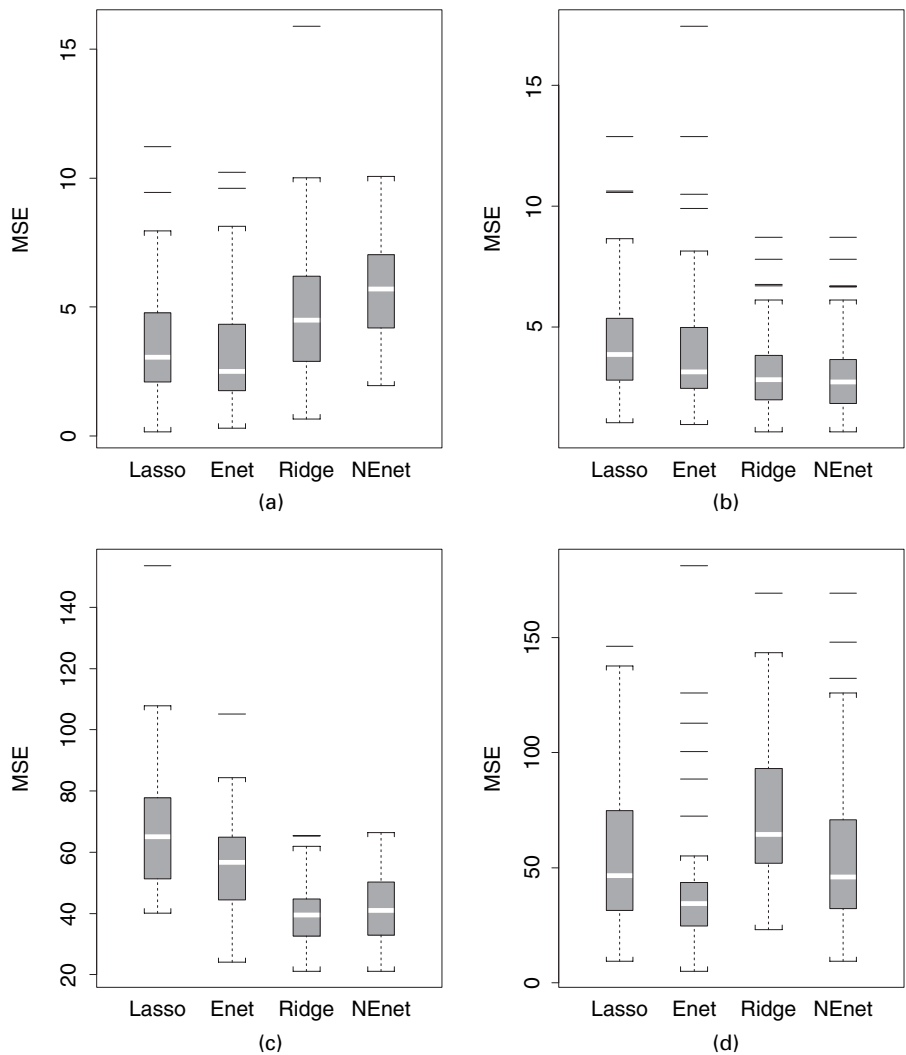 MSE
15
10
5
0
Lasso Enet Ridge NEnet
(a)
MSE
15
10
5
Lasso Enet Ridge NEnet
(b)
MSE
140
120
100
80
60
40
20
Lasso Enet Ridge NEnet
(c)
MSE
150
100
50
0
Lasso Enet Ridge NEnet
(d)